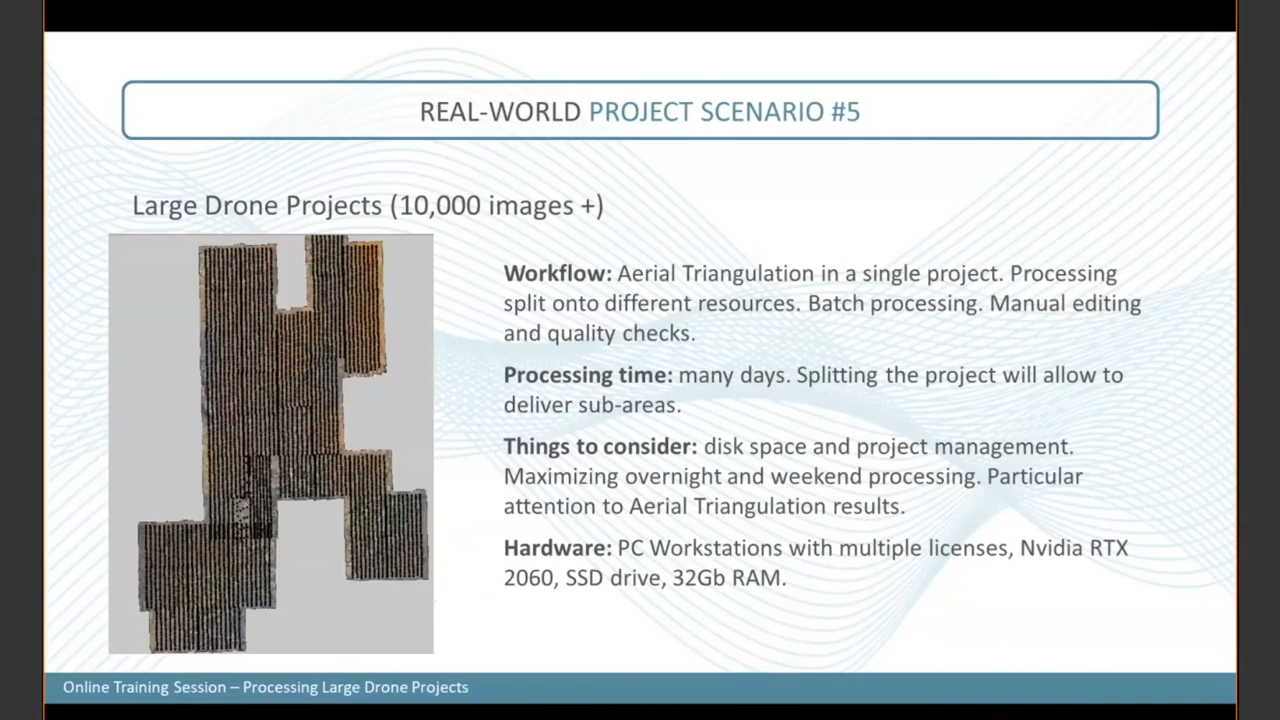 REAL-WORLD PROJECT SCENARIO #5
Large Drone Projects (10,000 images +)
Workflow: Aerial Triangulation in a single project. Processing
split onto different resources. Batch processing. Manual editing
and quality checks.
Processing time: many days. Splitting the project will allow to
deliver sub-areas.
Things to consider: disk space and project management.
Maximizing overnight and weekend processing. Particular
attention to Aerial Triangulation results.
Hardware: PC Workstations with multiple licenses, Nvidia RTX
2060, SSD drive, 32Gb RAM.
Online Training Session – Processing Large Drone Projects